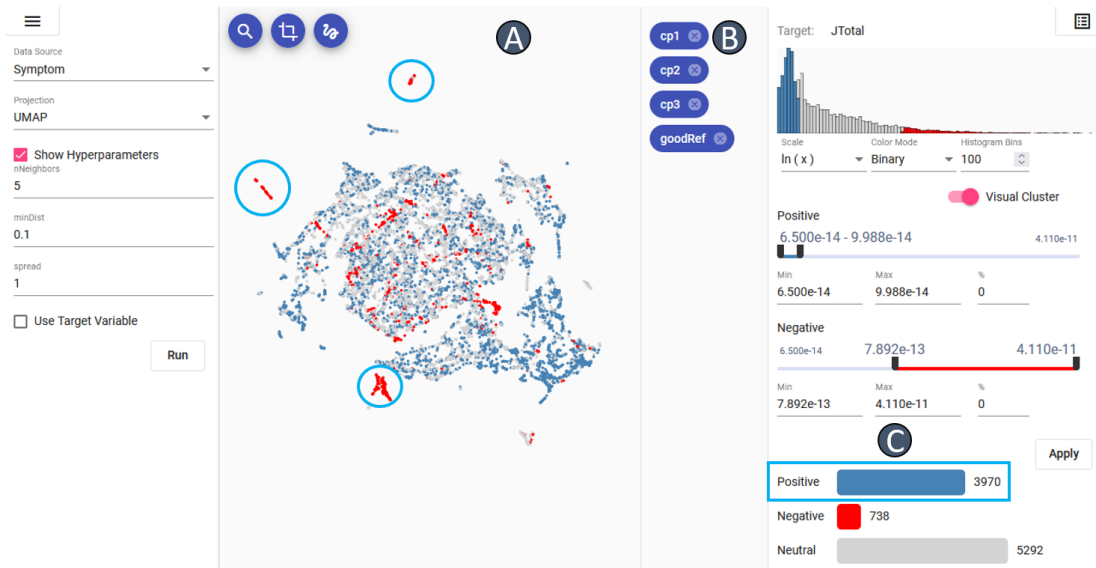 Data Source
Symptom
Projection
UMAP
Show Hyperparameters
nNeighbors
5
minDist
0.1
spread
1
Use Target Variable
Run
A
cp1
B
cp2
cp3
goodRef
Target: JTotal
Scale Color Mode Histogram Bins
ln ( x ) Binary 100
Visual Cluster
Positive
6.500e-14 - 9.988e-14 4.110e-11
Min Max %
6.500e-14 9.988e-14 0
Negative
6.500e-14 7.892e-13 4.110e-11
Min Max %
7.892e-13 4.110e-11 0
C
Apply
Positive 3970
Negative 738
Neutral 5292